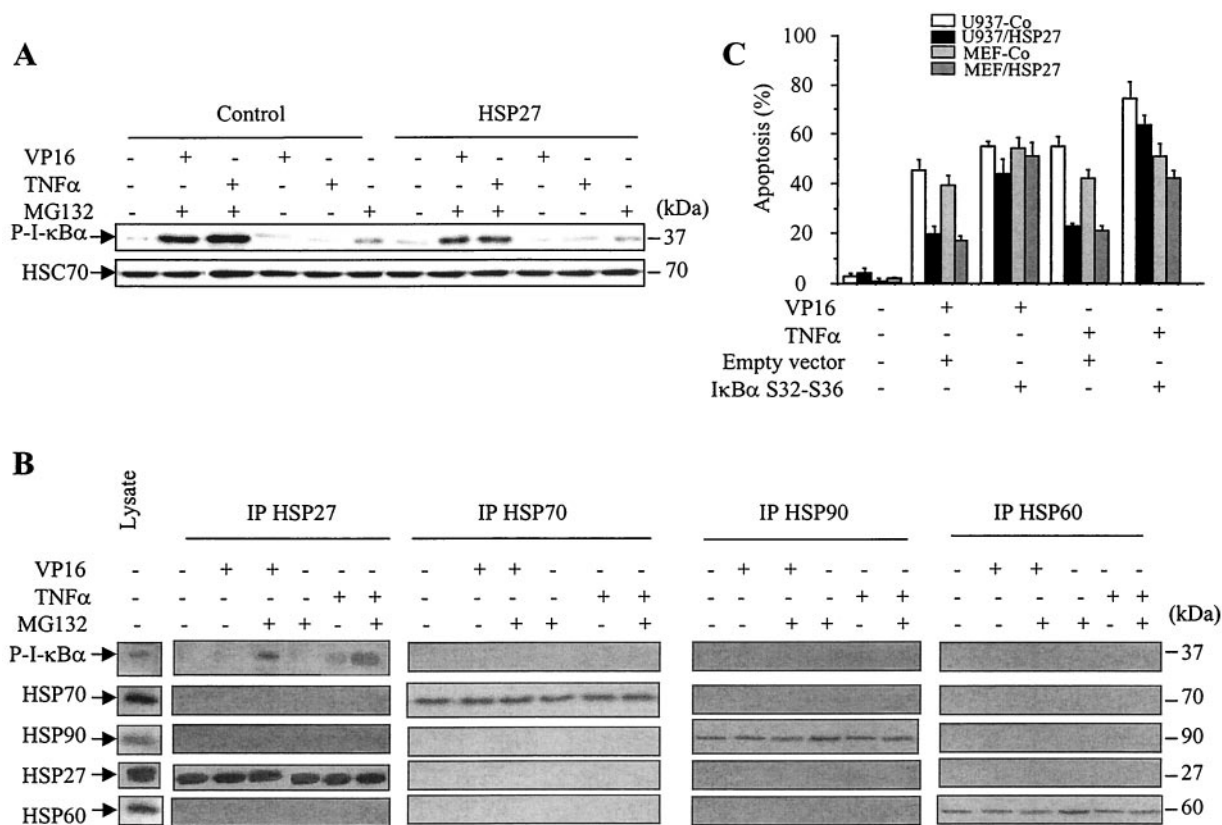 A
Control HSP27
VP16 - + - + - - - + - + - -
TNFα - - + - + - - - + - + -
MG132 - + + - - + - + + - - + (kDa)
P-I-κBα 37
HSC70 70
C
U937-Co
U937/HSP27
MEF-Co
MEF/HSP27
100
80
60
40
20
0
Apoptosis (%)
VP16 - + + - -
TNFα - - - + +
Empty vector - + - + -
IκBα S32-S36 - - + - +
B
Lysate IP HSP27 IP HSP70 IP HSP90 IP HSP60
VP16 - - + + - - - - + + - - - - + + - - - - + + - - -
TNFα - - - - - + + - - - - + + - - - - + + - - - - + +
MG132 - - - + + - + - - + + - + - - + + - + - - + + - + (kDa)
P-I-κBα 37
HSP70 70
HSP90 90
HSP27 27
HSP60 60